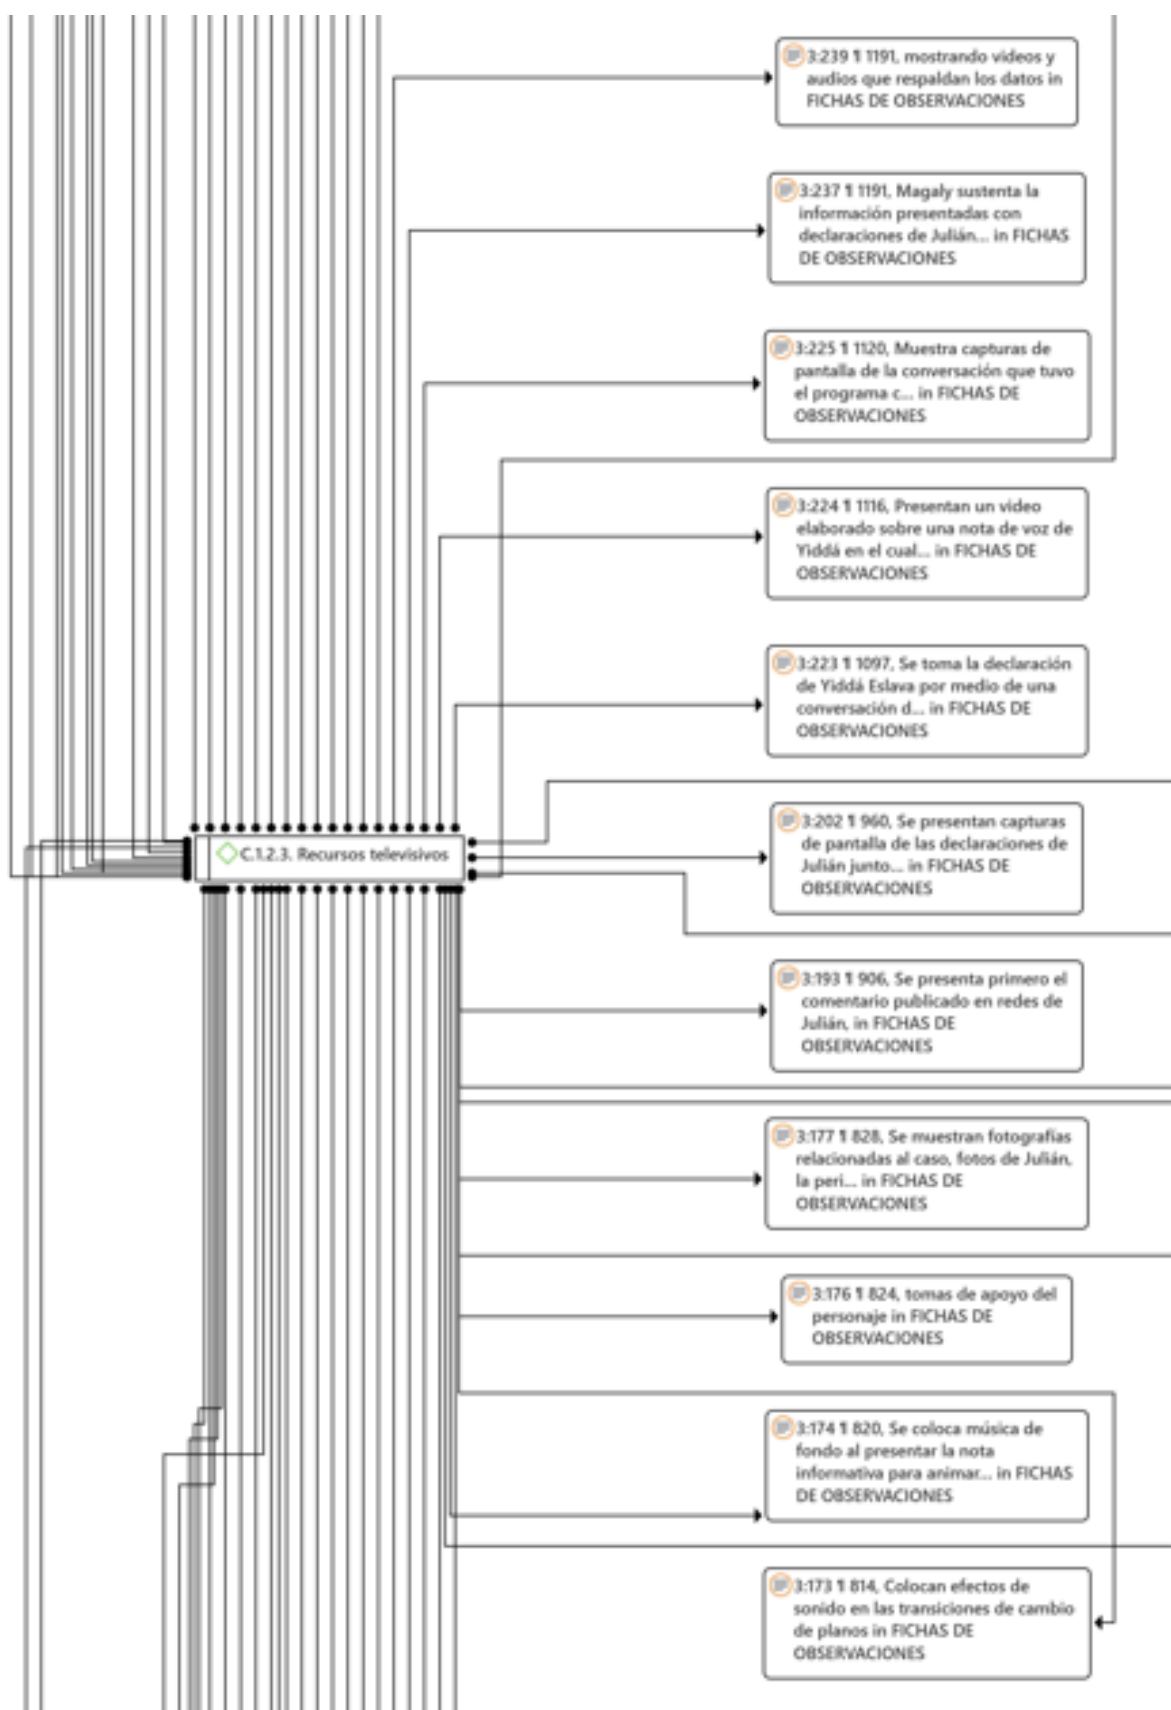 3:239 ¶ 1191, mostrando videos y
audios que respaldan los datos in
FICHAS DE OBSERVACIONES
3:237 ¶ 1191, Magaly sustenta la
información presentadas con
declaraciones de Julián... in FICHAS
DE OBSERVACIONES
3:225 ¶ 1120, Muestra capturas de
pantalla de la conversación que tuvo
el programa c... in FICHAS DE
OBSERVACIONES
3:224 ¶ 1116, Presentan un video
elaborado sobre una nota de voz de
Yiddá en el cual... in FICHAS DE
OBSERVACIONES
3:223 ¶ 1097, Se toma la declaración
de Yiddá Eslava por medio de una
conversación d... in FICHAS DE
OBSERVACIONES
C.1.2.3. Recursos televisivos
3:202 ¶ 960, Se presentan capturas
de pantalla de las declaraciones de
Julián junto... in FICHAS DE
OBSERVACIONES
3:193 ¶ 906, Se presenta primero el
comentario publicado en redes de
Julián, in FICHAS DE
OBSERVACIONES
3:177 ¶ 828, Se muestran fotografías
relacionadas al caso, fotos de Julián,
la peri... in FICHAS DE
OBSERVACIONES
3:176 ¶ 824, tomas de apoyo del
personaje in FICHAS DE
OBSERVACIONES
3:174 ¶ 820, Se coloca música de
fondo al presentar la nota
informativa para animar... in FICHAS
DE OBSERVACIONES
3:173 ¶ 814, Colocan efectos de
sonido en las transiciones de cambio
de planos in FICHAS DE
OBSERVACIONES